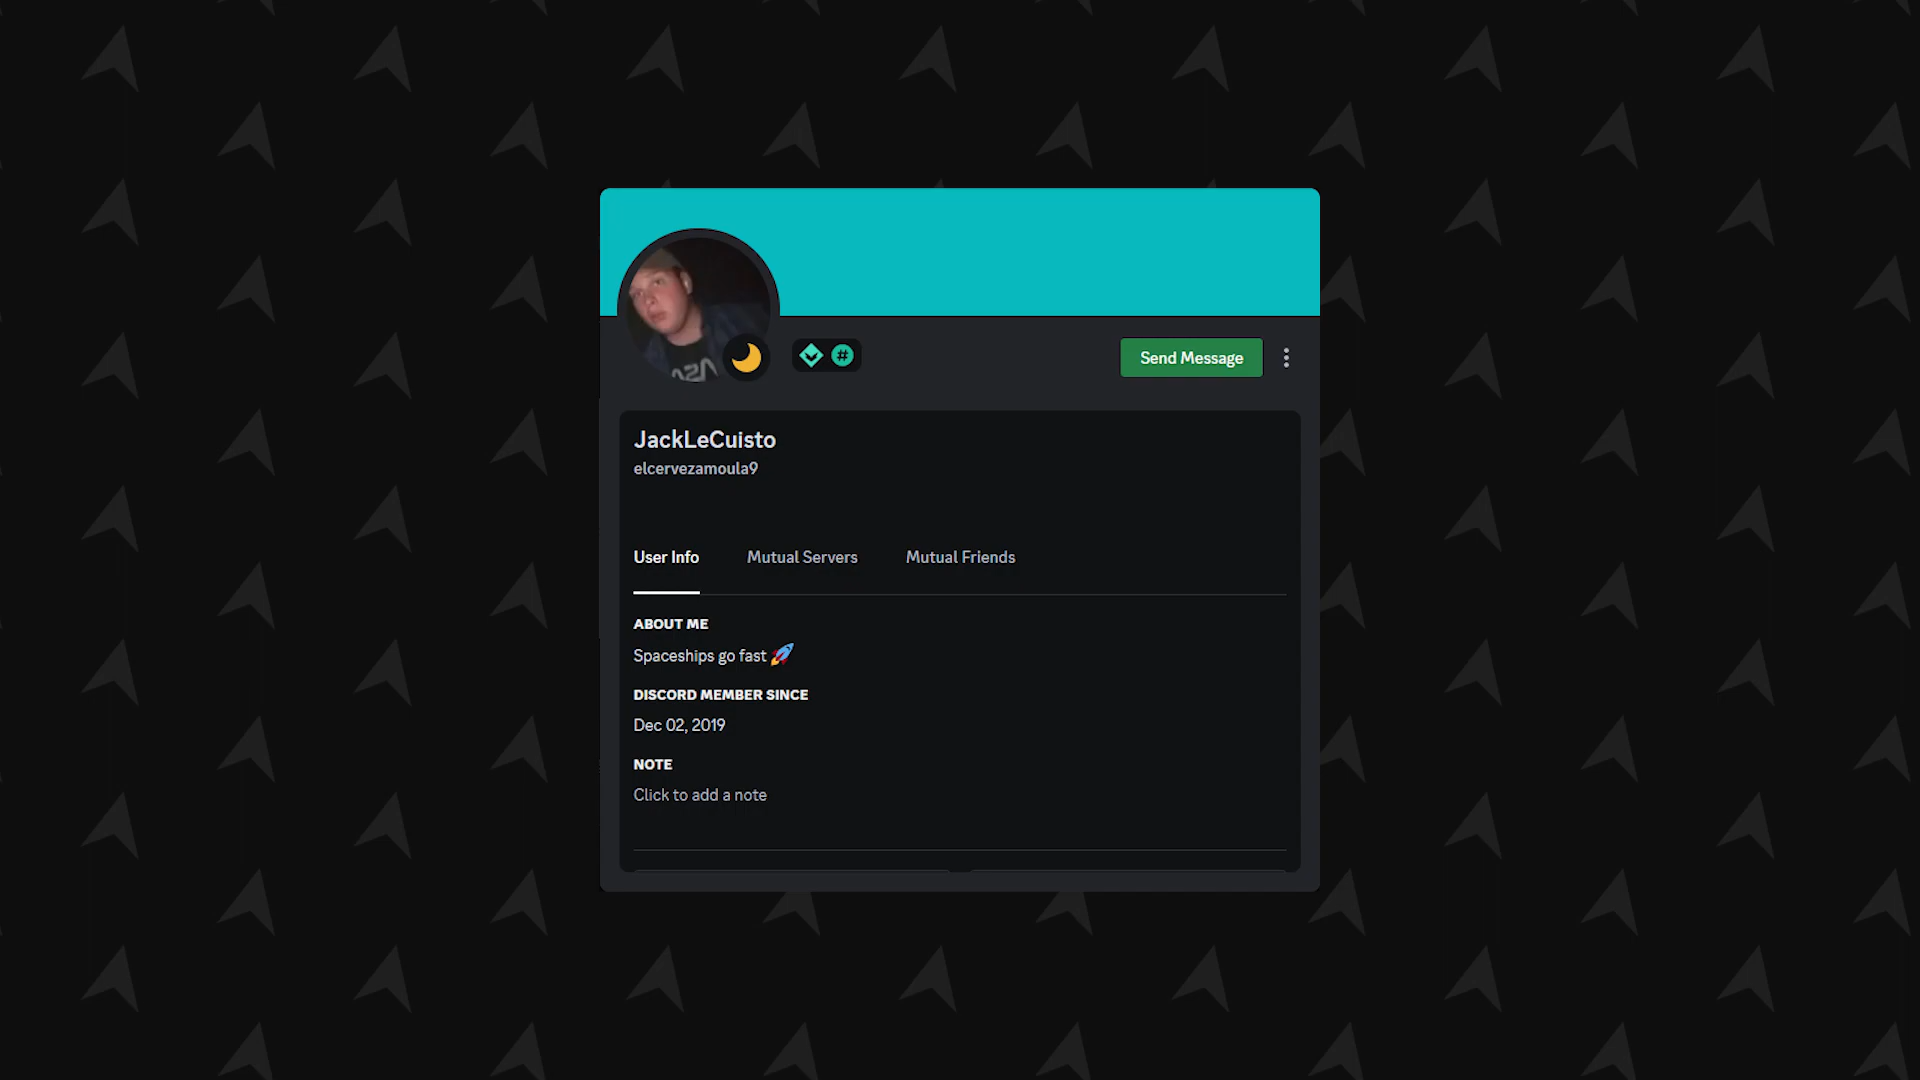 NASA
Send Message
JackLeCuisto
elcervezamoula9
User Info
Mutual Servers
Mutual Friends
ABOUT ME
Spaceships go fast 🚀
DISCORD MEMBER SINCE
Dec 02, 2019
NOTE
Click to add a note